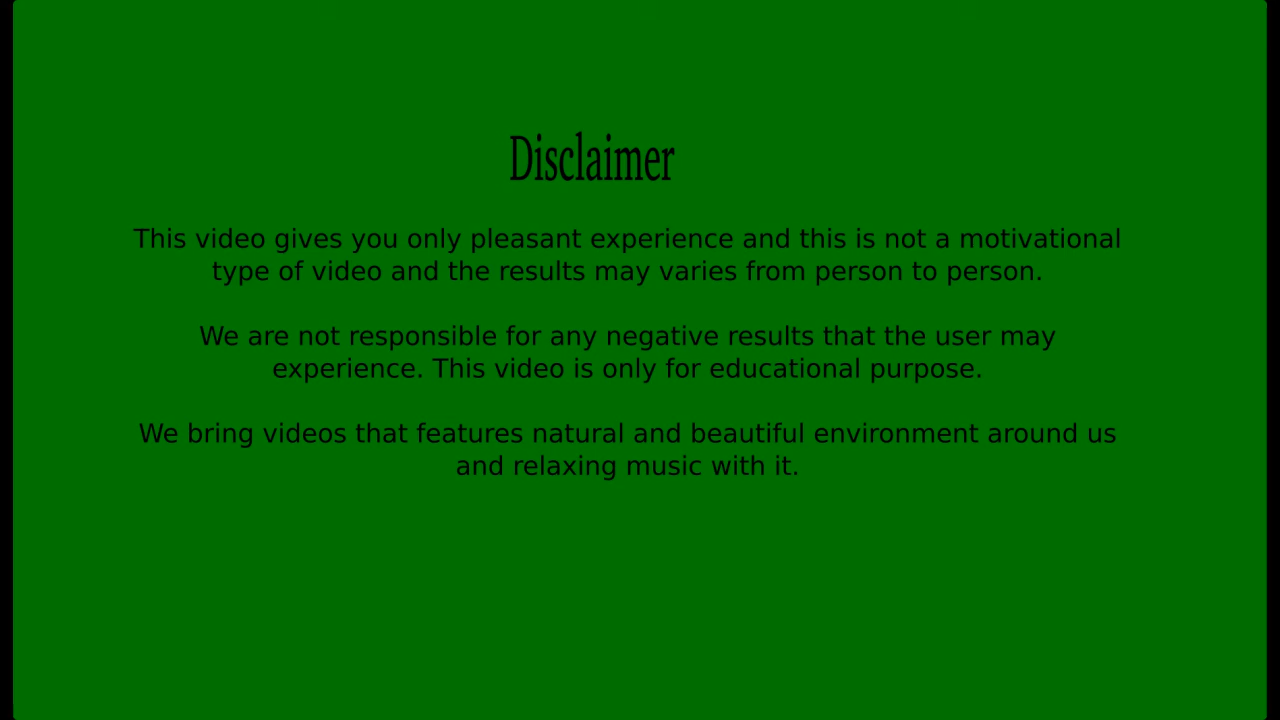 Disclaimer
This video gives you only pleasant experience and this is not a motivational
type of video and the results may varies from person to person.
We are not responsible for any negative results that the user may
experience. This video is only for educational purpose.
We bring videos that features natural and beautiful environment around us
and relaxing music with it.